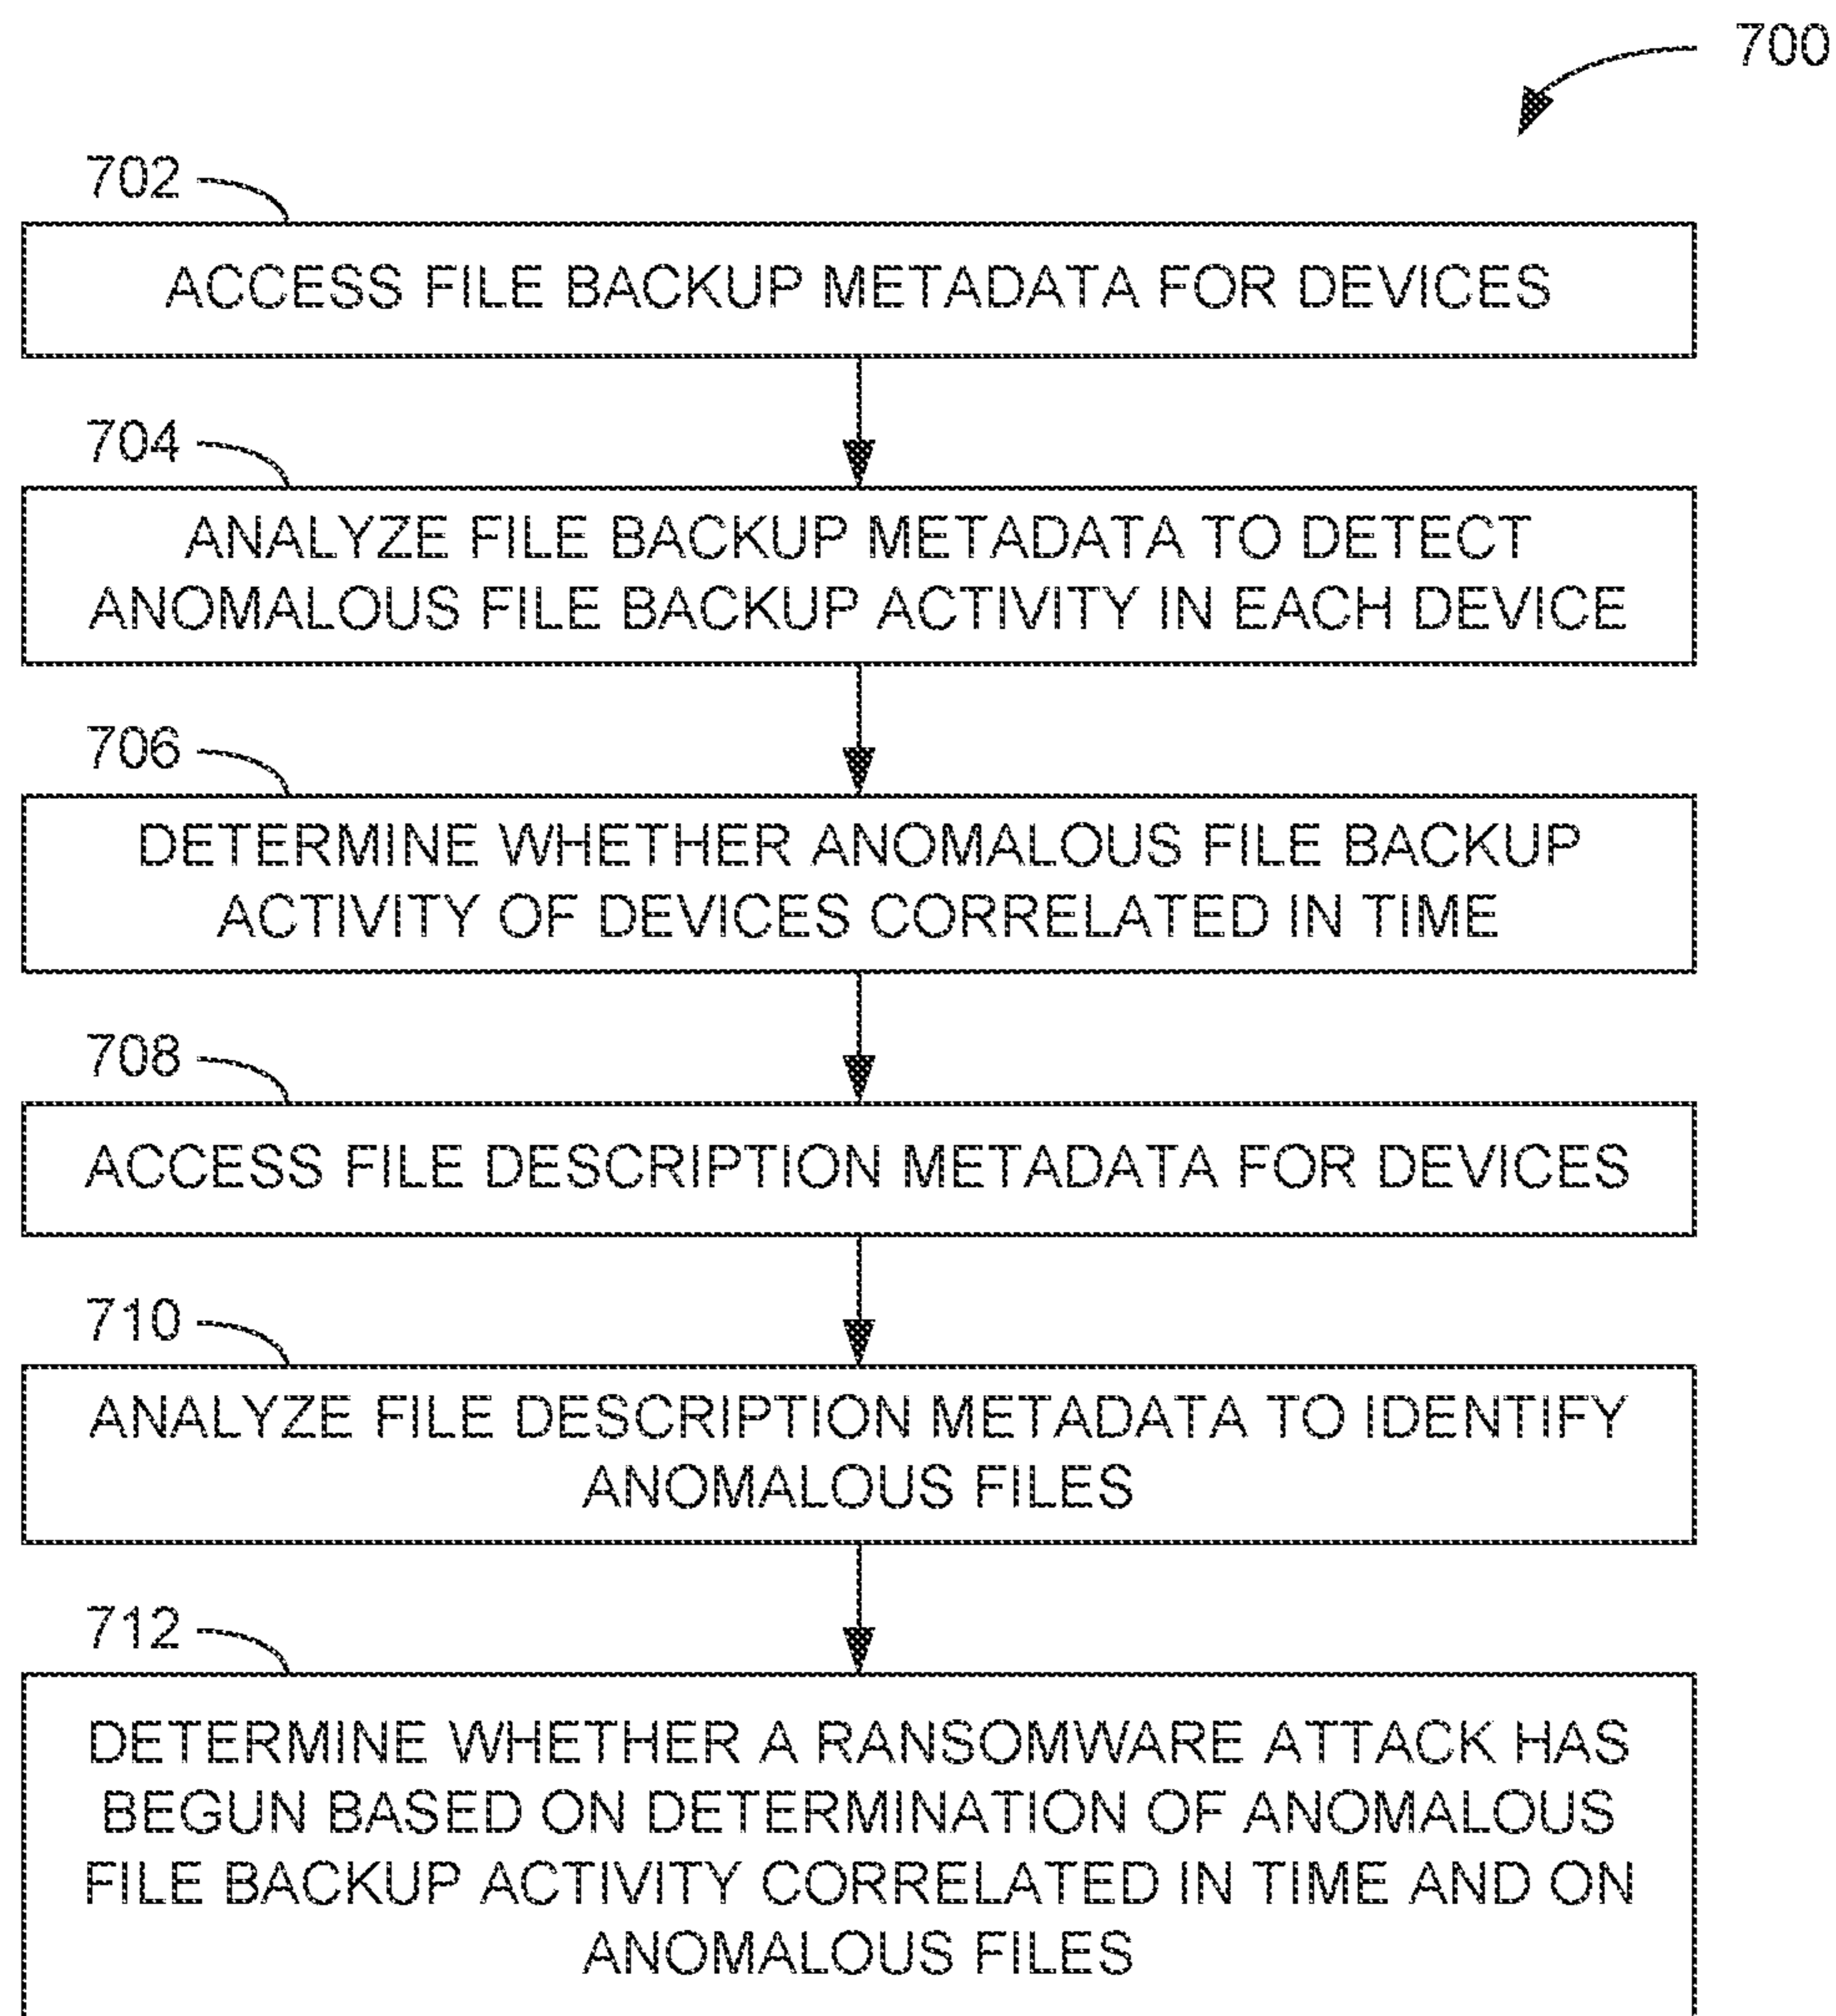 700
702
ACCESS FILE BACKUP METADATA FOR DEVICES
704
ANALYZE FILE BACKUP METADATA TO DETECT
ANOMALOUS FILE BACKUP ACTIVITY IN EACH DEVICE
706
DETERMINE WHETHER ANOMALOUS FILE BACKUP
ACTIVITY OF DEVICES CORRELATED IN TIME
708
ACCESS FILE DESCRIPTION METADATA FOR DEVICES
710
ANALYZE FILE DESCRIPTION METADATA TO IDENTIFY
ANOMALOUS FILES
712
DETERMINE WHETHER A RANSOMWARE ATTACK HAS
BEGUN BASED ON DETERMINATION OF ANOMALOUS
FILE BACKUP ACTIVITY CORRELATED IN TIME AND ON
ANOMALOUS FILES